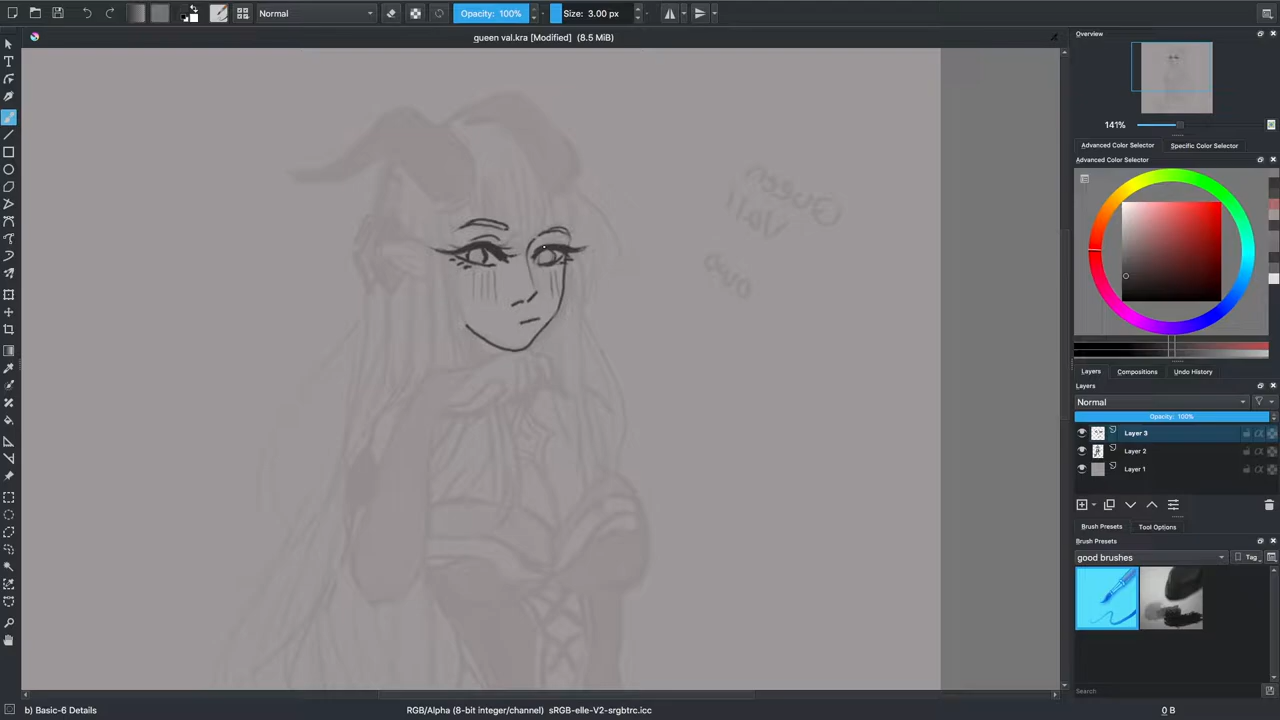 Normal
Opacity: 100%
Size: 3.00 px
queen val.kra [Modified] (8.5 MiB)
Overview
141%
Advanced Color Selector
Specific Color Selector
Advanced Color Selector
Queen
Vali
owo
Layers
Compositions
Undo History
Layers
Normal
Opacity: 100%
Layer 3
Layer 2
Layer 1
Brush Presets
Tool Options
Brush Presets
good brushes
Tag
Search
b) Basic-6 Details
RGB/Alpha (8-bit integer/channel) sRGB-elle-V2-srgbtrc.icc
0 B